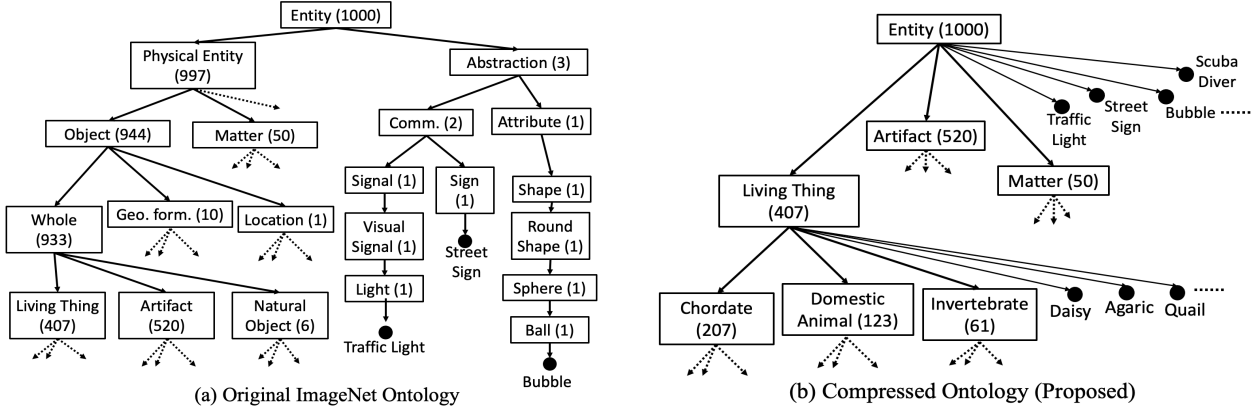 Entity (1000)
Physical Entity
(997)
Abstraction (3)
Object (944)
Matter (50)
Comm. (2)
Attribute (1)
Whole
(933)
Geo. form. (10)
Location (1)
Signal (1)
Sign
(1)
Shape (1)
Visual
Signal (1)
Street
Sign
Round
Shape (1)
Living Thing
(407)
Artifact
(520)
Natural
Object (6)
Light (1)
Sphere (1)
Traffic Light
Ball (1)
Bubble
(a) Original ImageNet Ontology
Entity (1000)
Scuba
Diver
Traffic
Light
Street
Sign
Bubble ......
Artifact (520)
Matter (50)
Living Thing
(407)
Chordate
(207)
Domestic
Animal (123)
Invertebrate
(61)
Daisy
Agaric
Quail
......
(b) Compressed Ontology (Proposed)